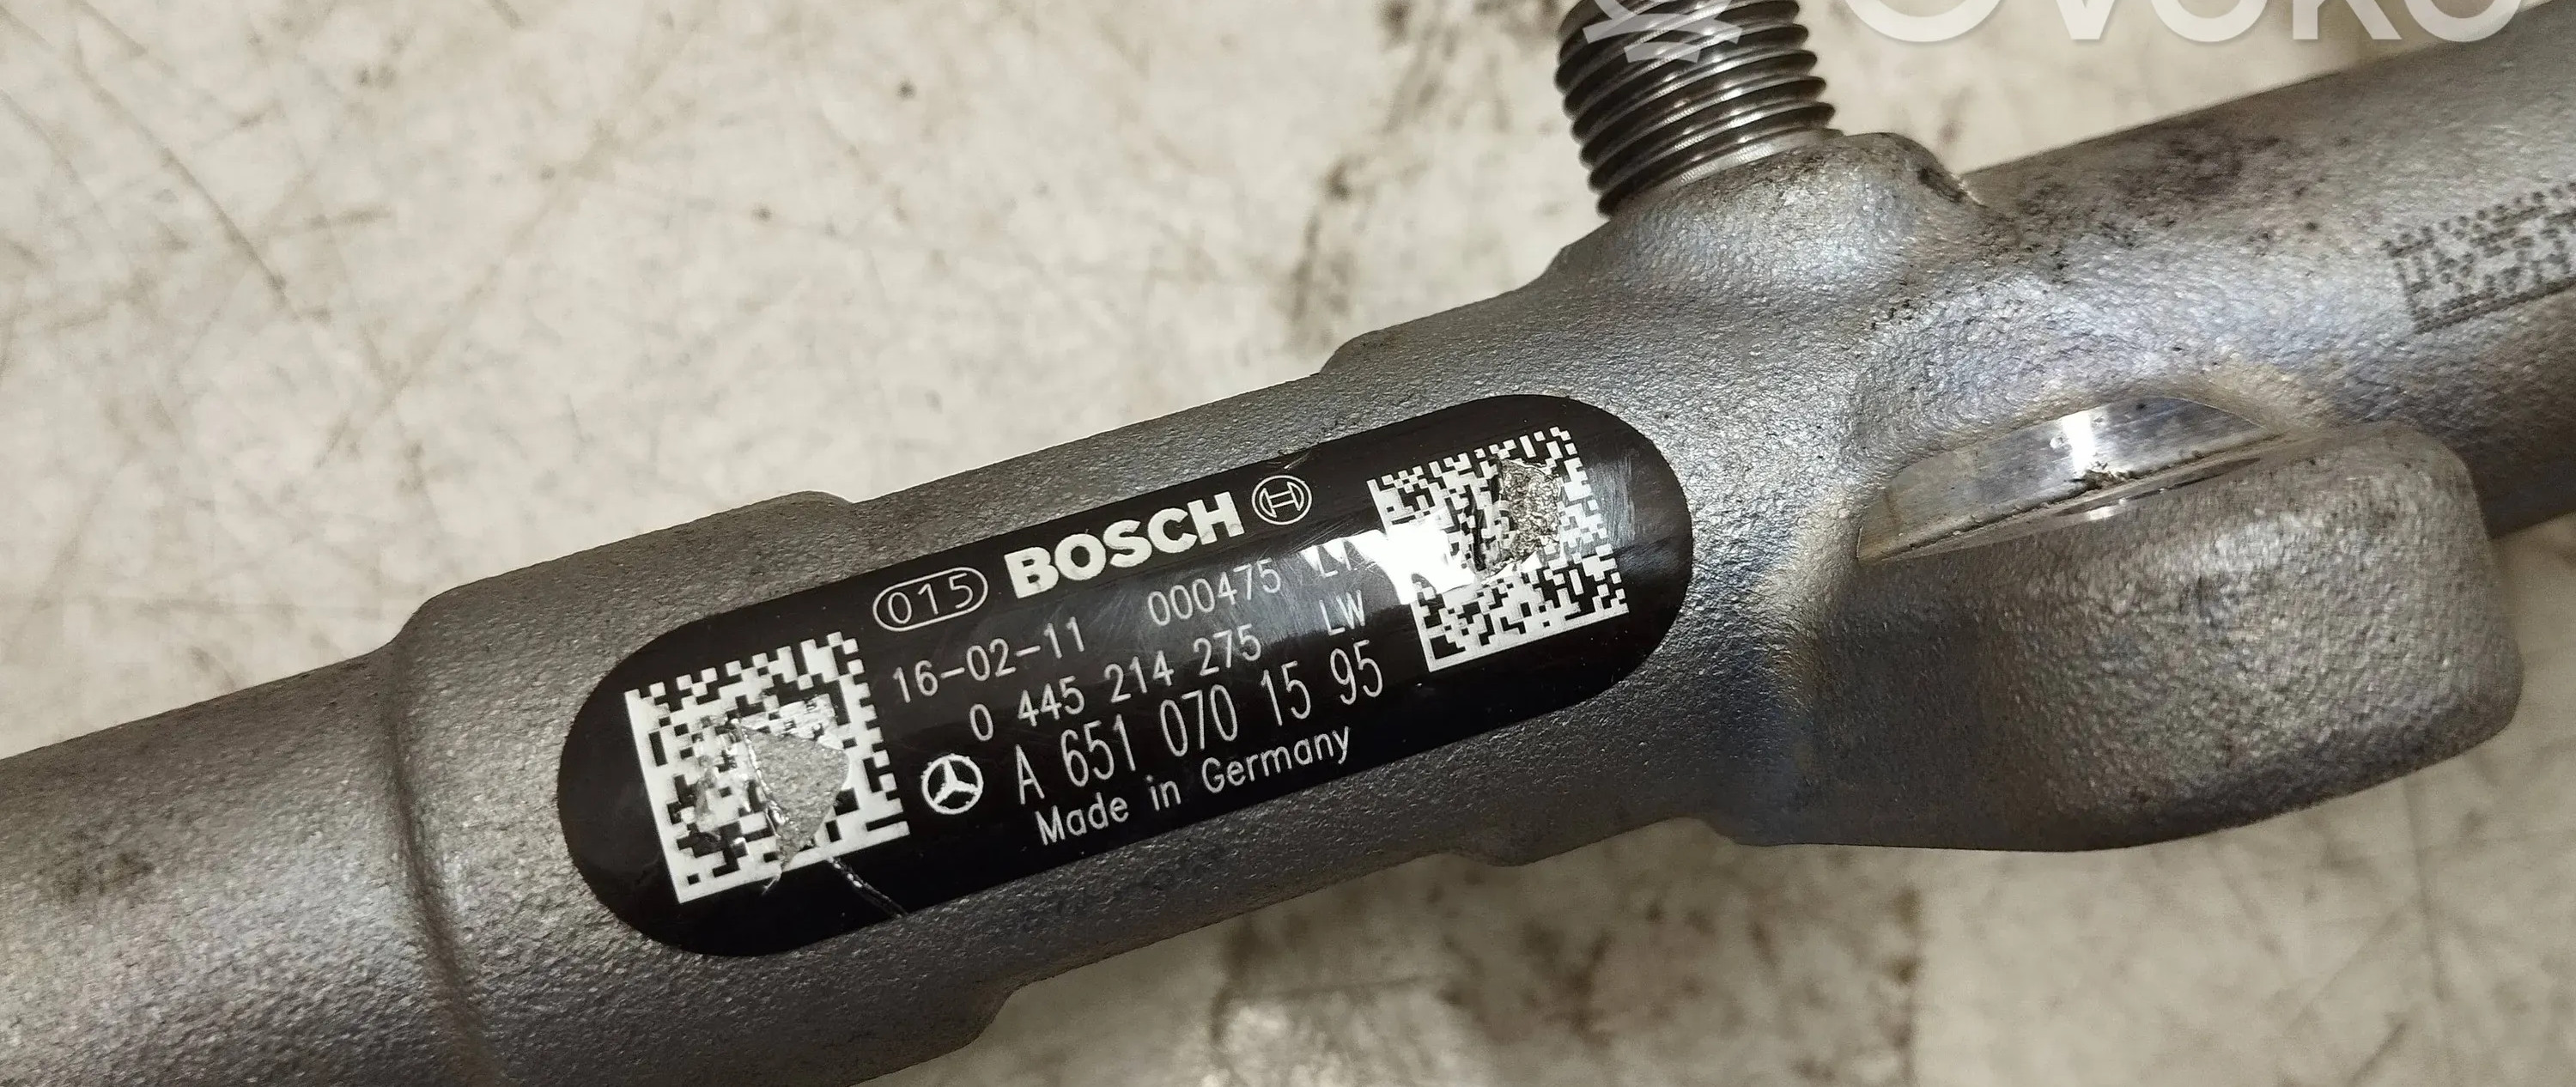 015 BOSCH
16-02-11 000475
0 445 214 275 LW
A 651 070 15 95
Made in Germany